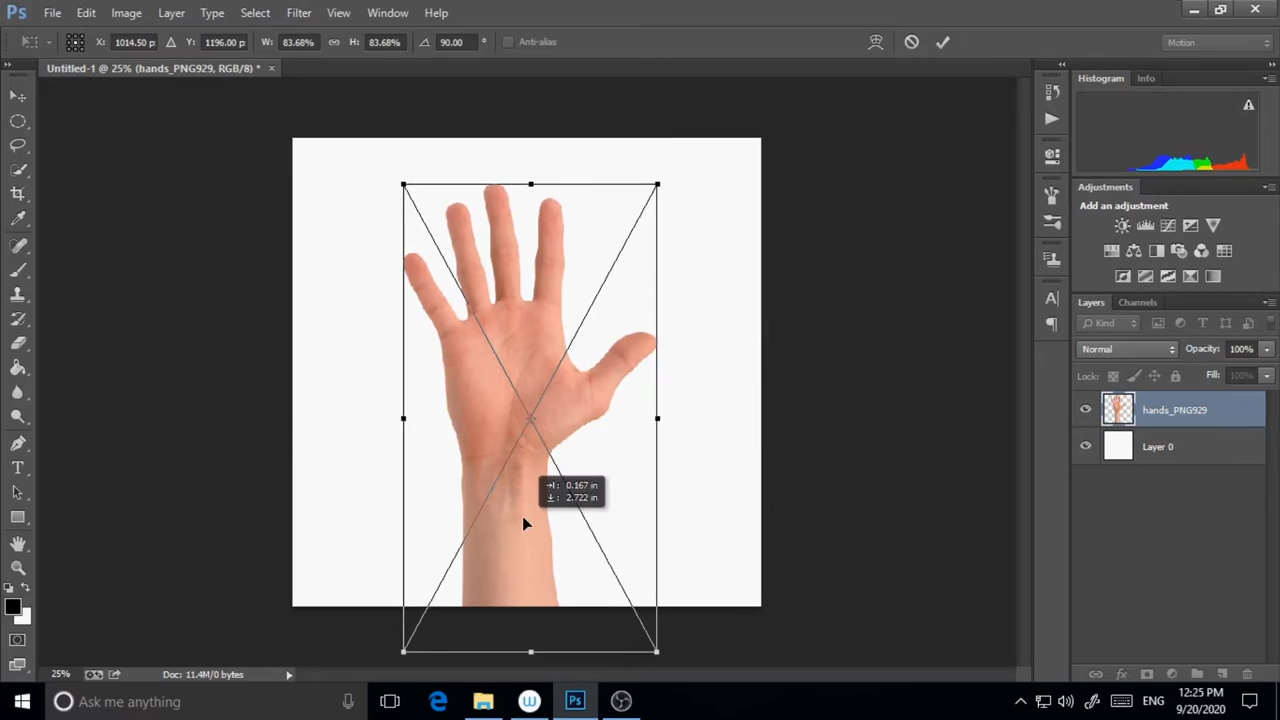 Ps File Edit Image Layer Type Select Filter View Window Help
X: 1014.50 p Y: 1196.00 p W: 83.68% H: 83.68% 90.00 ° Anti-alias Motion
Untitled-1 @ 25% (hands_PNG929, RGB/8) * ×
Histogram Info
Adjustments
Add an adjustment
Layers Channels
Kind
Normal Opacity: 100%
Lock: Fill: 100%
hands_PNG929
Layer 0
0.167 in
2.722 in
25% Doc: 11.4M/0 bytes
Ask me anything
ENG
12:25 PM
9/20/2020